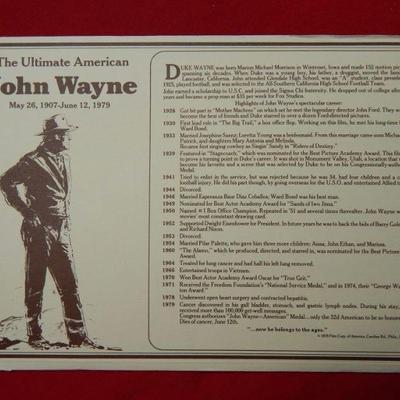 The Ultimate American
John Wayne
May 26, 1907-June 12, 1979
DUKE WAYNE was born Marion Michael Morrison in Winterset, Iowa and made 152 motion pic
spanning six decades. When Duke was a young boy, his father, a druggist, moved the fam
Lancaster, California. John attended Glendale High School, was an "A" student, class presiden
1925, played football, and was selected to the All-Southern California High School Football Team.
John earned a scholarship to U.S.C. and joined the Sigma Chi fraternity. He dropped out of college after
years and became a prop man at $35 per week for Fox Studios.
Highlights of John Wayne's spectacular career:
1928 Got bit part in "Mother Machree" on which set he met the legendary director John Ford. They w
become the best of friends and Duke starred in over a dozen Ford-directed pictures.
1930 First lead role in "The Big Trail," a box office flop. Working on this film, he met his long-time
Ward Bond.
1933 Married Josephine Saenz; Loretta Young was a bridesmaid. From this marriage came sons Michael
Patrick, and daughters Mary Antonia and Melinda.
Became first singing cowboy as Singin' Sandy in "Riders of Destiny."
1939 Featured in "Stagecoach," which was nominated for the Best Picture Academy Award. This film
to prove a turning point in Duke's career. It was shot in Monument Valley, Utah, a location that
become his favorite and a scene that was selected by Duke to be on his Congressionally-autho
Medal.
1941 Tried to enlist in the service, but was rejected because he was 34, had four children and a
football injury. He did his part though, by going overseas for the U.S.O. and entertained Allied t
1944 Divorced.
1946 Married Esperanza Baur Diaz Ceballos; Ward Bond was his best man.
1949 Nominated for Best Actor Academy Award for "Sands of Iwo Jima."
1950 Named #1 Box Office Champion. Repeated in '51 and several times thereafter. John Wayne w
movies' most constant drawing card.
1952 Supported Dwight Eisenhower for President. In future years he was to back the bids of Barry Gold
and Richard Nixon.
1953 Divorced.
1954 Married Pilar Palette, who gave him three more children: Aissa, John Ethan, and Marissa.
1960 "The Alamo," which he produced, directed, and starred in, was nominated for the Best Picture
Award.
1964 Treated for lung cancer and had half his left lung removed.
1966 Entertained troops in Vietnam.
1970 Won Best Actor Academy Award Oscar for "True Grit."
1971 Received the Freedom Foundation's "National Service Medal," and in 1974, their "George Wa
ton Award."
1978 Underwent open heart surgery and contracted hepatitis.
1979 Cancer discovered in his gall bladder, stomach, and gastric lymph nodes. During his stay,
received more than 100,000 get-well messages.
Congress authorizes "John Wayne—American" Medal...only the 32d American to be so honore
Dies of cancer, June 12th.
"...now he belongs to the ages."